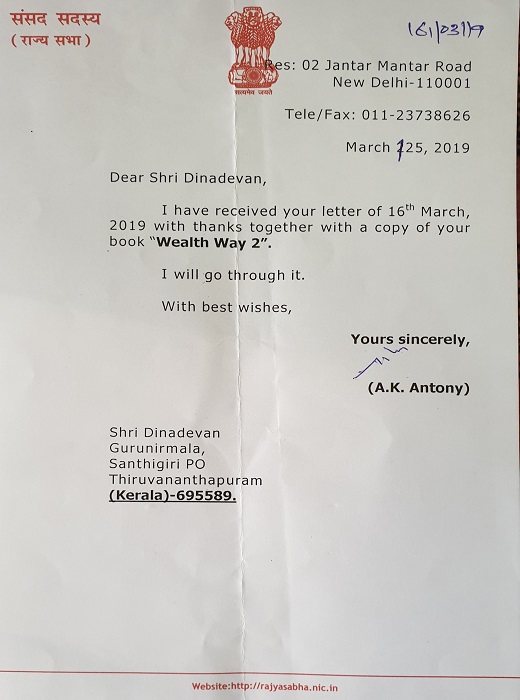 संसद सदस्य
(राज्य सभा)
16/03/19
सत्यमेव जयते
Res: 02 Jantar Mantar Road
New Delhi-110001
Tele/Fax: 011-23738626
March 25, 2019
Dear Shri Dinadevan,
I have received your letter of 16th March,
2019 with thanks together with a copy of your
book “Wealth Way 2”.
I will go through it.
With best wishes,
Yours sincerely,
(A.K. Antony)
Shri Dinadevan
Gurunirmala,
Santhigiri PO
Thiruvananthapuram
(Kerala)-695589.
Website:http://rajyasabha.nic.in